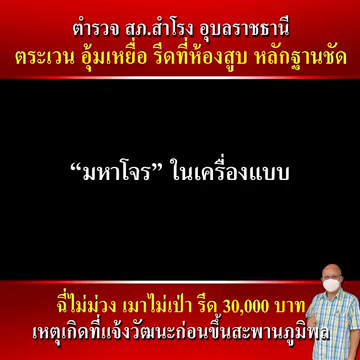 ตำรวจ สภ.สำโรง อุบลราชธานี
ตระเวน อุ้มเหยื่อ รีดที่ห้องสูบ หลักฐานชัด
“มหาโจร” ในเครื่องแบบ
ฉี่ไม่ม่วง เมาไม่เป่า รีด 30,000 บาท
เหตุเกิดที่แจ้งวัฒนะก่อนขึ้นสะพานภูมิพล